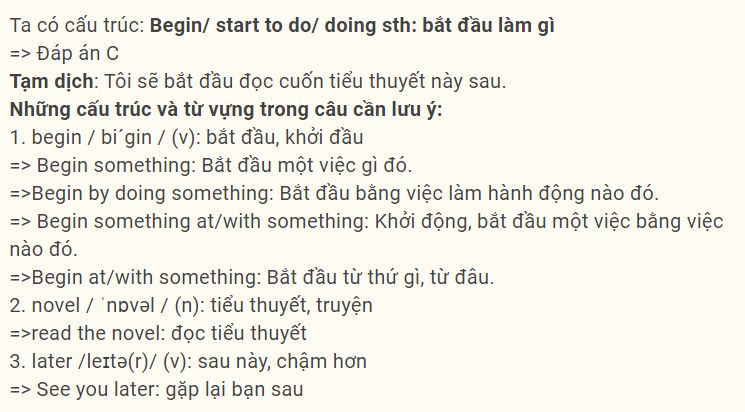 Ta có cấu trúc: Begin/ start to do/ doing sth: bắt đầu làm gì
=> Đáp án C
Tạm dịch: Tôi sẽ bắt đầu đọc cuốn tiểu thuyết này sau.
Những cấu trúc và từ vựng trong câu cần lưu ý:
1. begin / bi´gin / (v): bắt đầu, khởi đầu
=> Begin something: Bắt đầu một việc gì đó.
=>Begin by doing something: Bắt đầu bằng việc làm hành động nào đó.
=> Begin something at/with something: Khởi động, bắt đầu một việc bằng việc
nào đó.
=>Begin at/with something: Bắt đầu từ thứ gì, từ đâu.
2. novel / ˈnɒvəl / (n): tiểu thuyết, truyện
=>read the novel: đọc tiểu thuyết
3. later /leɪtə(r)/ (v): sau này, chậm hơn
=> See you later: gặp lại bạn sau